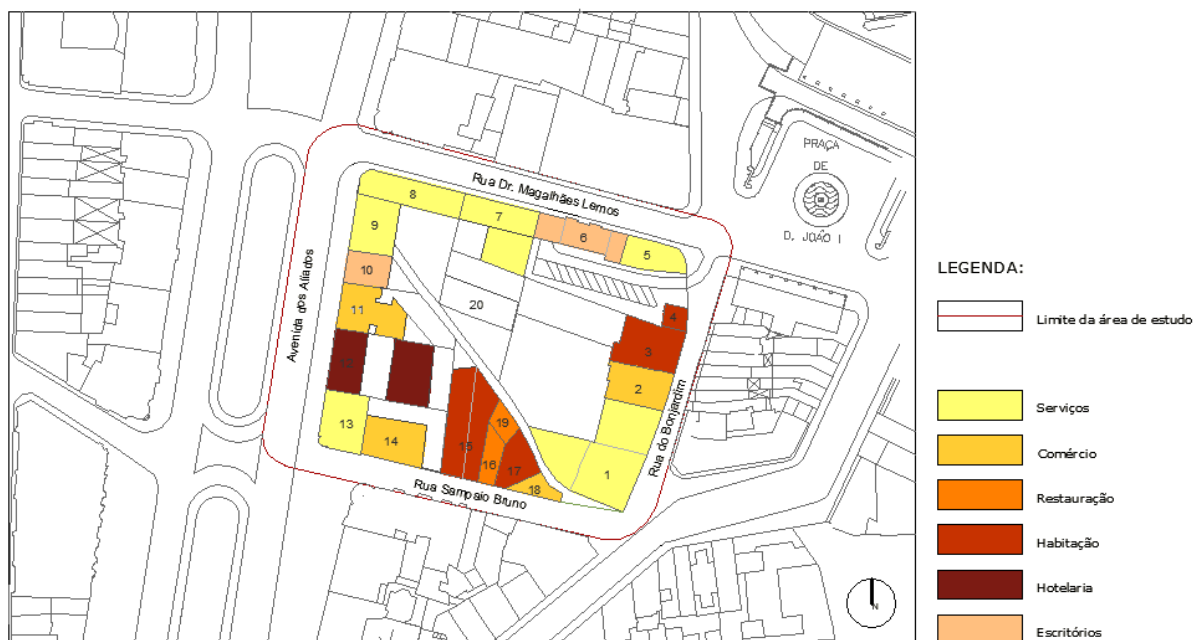 PRAÇA
DE
D. JOÃO I
Rua Dr. Magalhães Lemos
8
7
6
5
9
10
11
20
4
3
2
13
14
15
19
16
17
18
1
Avenida dos Aliados
Rua do Bonjardim
Rua Sampaio Bruno
N
LEGENDA:
Limite da área de estudo
Serviços
Comércio
Restauração
Habitação
Hotelaria
Escritórios